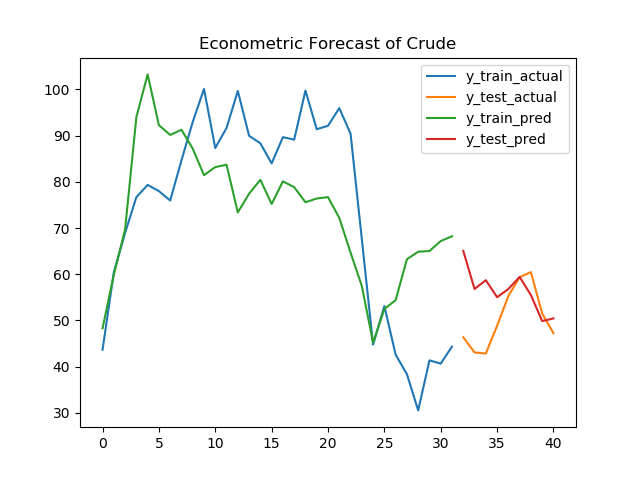 Econometric Forecast of Crude
y_train_actual
y_test_actual
y_train_pred
y_test_pred
100
90
80
70
60
50
40
30
0 5 10 15 20 25 30 35 40